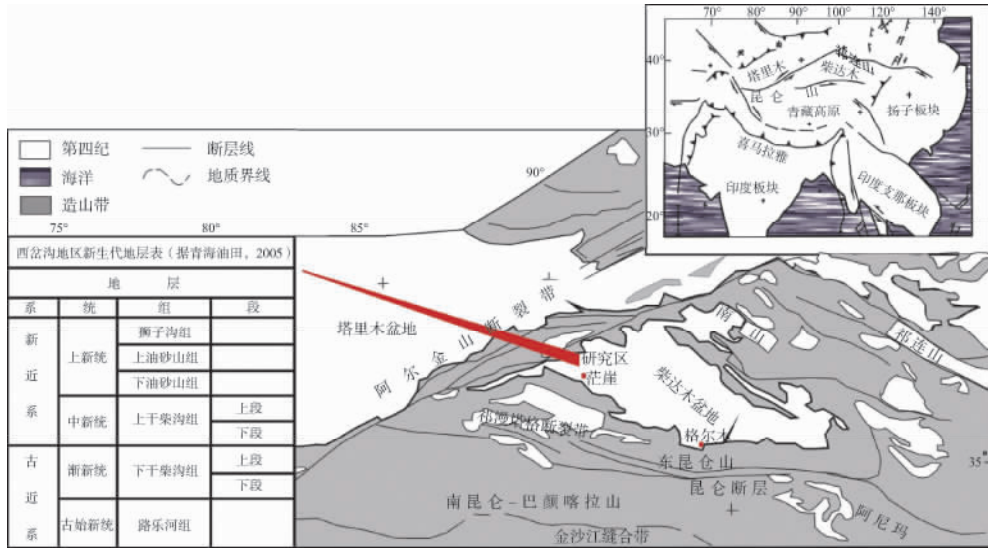 70°
80°
90°
100°
120°
140°
40°
30°
20°
塔里木
祁连山
柴达木
昆仑山
青藏高原
扬子板块
喜马拉雅
印度板块
印度支那板块
第四纪
断层线
海洋
地质界线
造山带
75°
80°
85°
90°
西岔沟地区新生代地层表(据青海油田,2005)
地层
系 统 组 段
新近系 上新统 狮子沟组
上油砂山组
下油砂山组
中新统 上干柴沟组 上段
下段
古近系 渐新统 下干柴沟组 上段
下段
古始新统 路乐河组
塔里木盆地
阿尔金山断裂带
研究区
茫崖
南山
祁连山
柴达木盆地
祁漫塔格断裂带
格尔木
东昆仑山
35°
昆仑断层
南昆仑-巴颜喀拉山
阿尼玛
金沙江缝合带